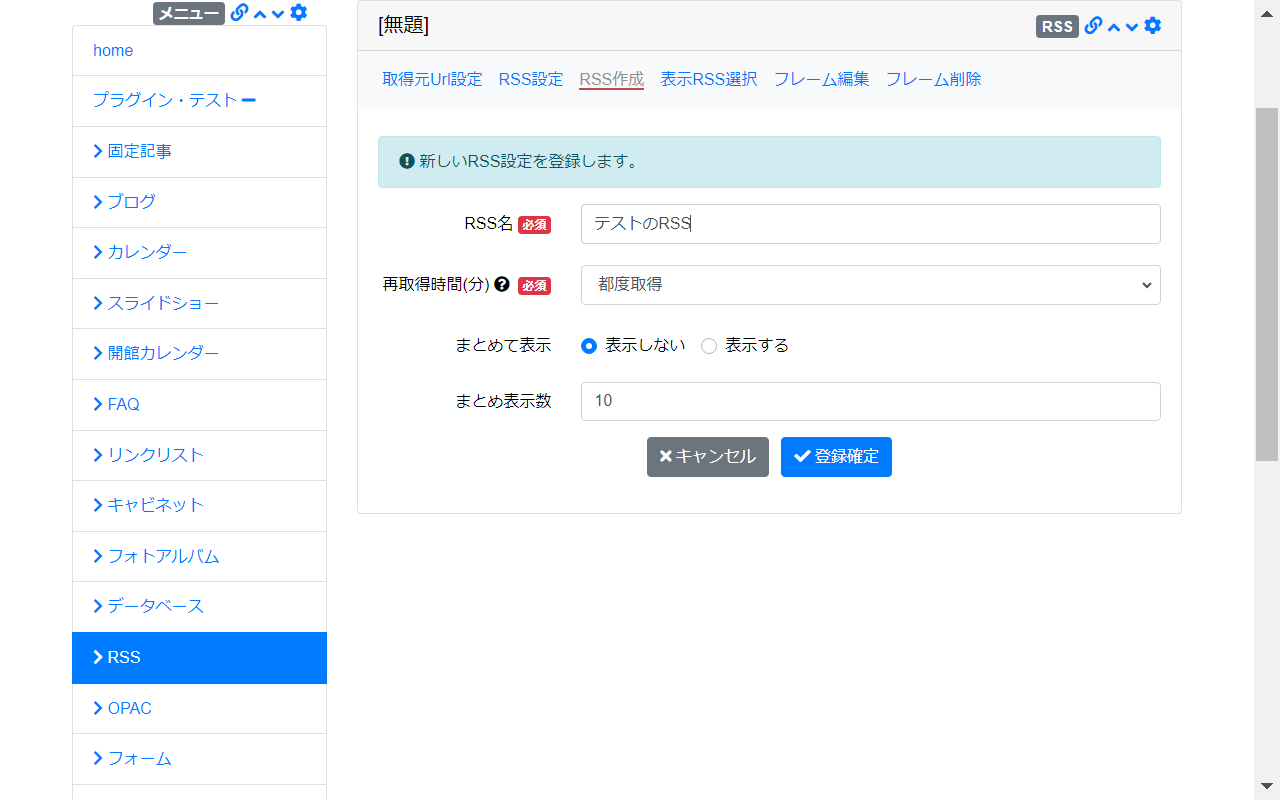 メニュー
home
プラグイン・テスト
固定記事
ブログ
カレンダー
スライドショー
開館カレンダー
FAQ
リンクリスト
キャビネット
フォトアルバム
データベース
RSS
OPAC
フォーム
[無題] RSS
取得元Url設定 RSS設定 RSS作成 表示RSS選択 フレーム編集 フレーム削除
新しいRSS設定を登録します。
RSS名 必須 テストのRSS
再取得時間(分) 必須 都度取得
まとめて表示 表示しない 表示する
まとめ表示数 10
キャンセル 登録確定